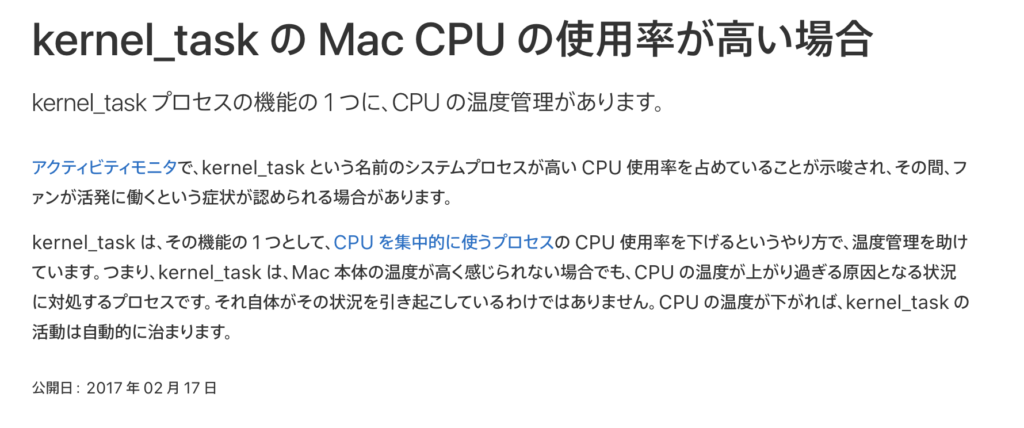 kernel_task の Mac CPU の使用率が高い場合
kernel_task プロセスの機能の 1 つに、CPU の温度管理があります。
アクティビティモニタで、kernel_task という名前のシステムプロセスが高い CPU 使用率を占めていることが示唆され、その間、フ
ァンが活発に働くという症状が認められる場合があります。
kernel_task は、その機能の 1 つとして、CPU を集中的に使うプロセスの CPU 使用率を下げるというやり方で、温度管理を助け
ています。つまり、kernel_task は、Mac 本体の温度が高く感じられない場合でも、CPU の温度が上がり過ぎる原因となる状況
に対処するプロセスです。それ自体がその状況を引き起こしているわけではありません。CPU の温度が下がれば、kernel_task の
活動は自動的に治まります。
公開日: 2017 年 02 月 17 日